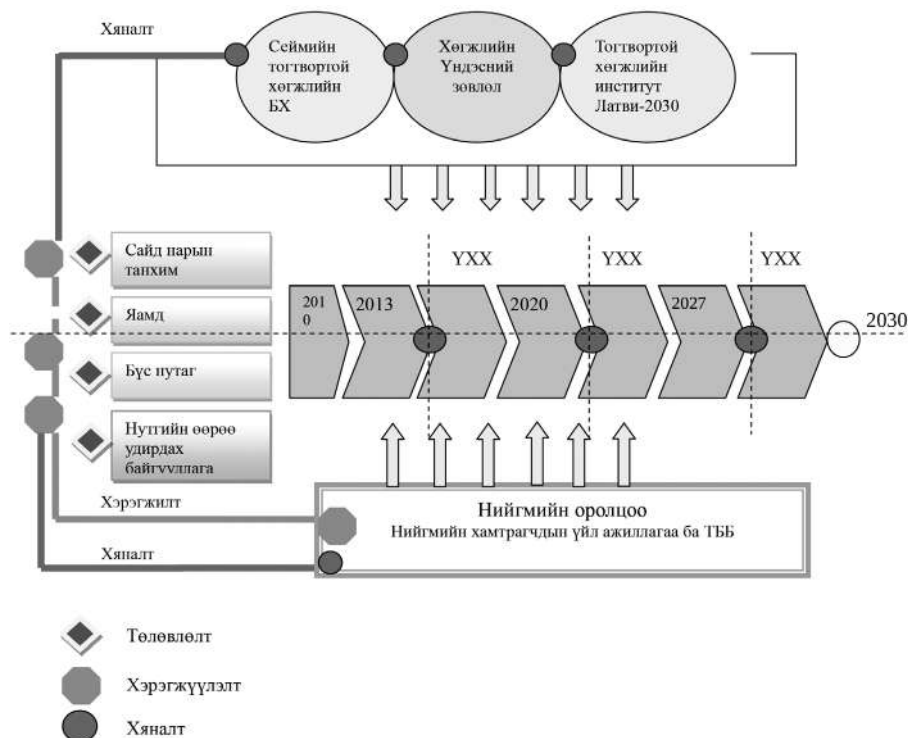 Хяналт
Сеймийн
тогтвортой
хөгжлийн
БХ
Хөгжлийн
Үндэсний
зөвлөл
Тогтвортой
хөгжлийн
институт
Латви-2030
Сайд нарын
танхим
Яамд
Бүс нутаг
Нутгийн өөрөө
удирдах
байгууллага
ҮХХ
ҮХХ
ҮХХ
201
0
2013
2020
2027
2030
Хэрэгжилт
Хяналт
Нийгмийн оролцоо
Нийгмийн хамтрагчдын үйл ажиллагаа ба ТББ
Төлөвлөлт
Хэрэгжүүлэлт
Хяналт